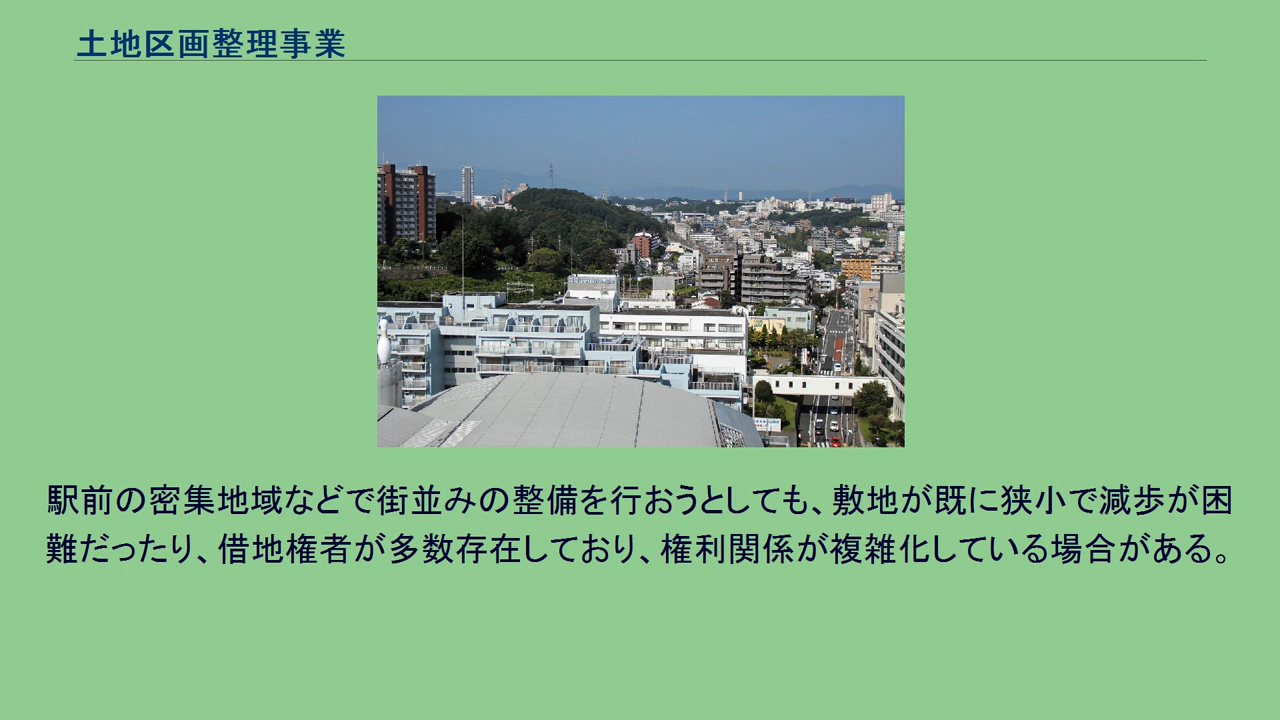 土地区画整理事業
駅前の密集地域などで街並みの整備を行おうとしても、敷地が既に狭小で減歩が困
難だったり、借地権者が多数存在しており、権利関係が複雑化している場合がある。